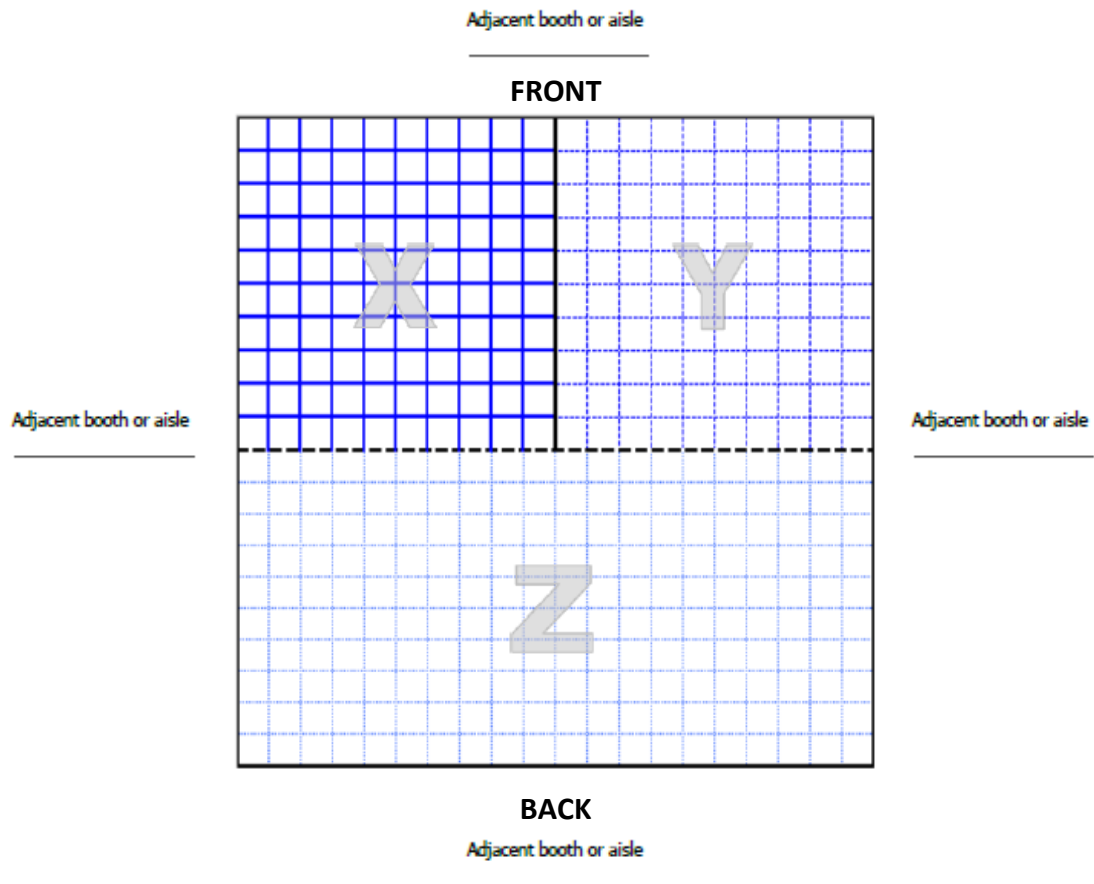 Adjacent booth or aisle
FRONT
X
Y
Adjacent booth or aisle
Adjacent booth or aisle
Z
BACK
Adjacent booth or aisle